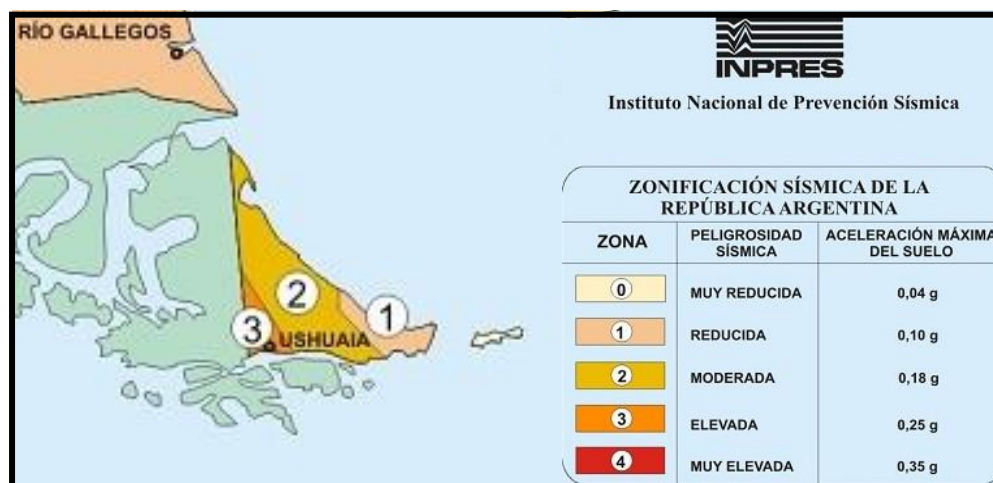 RÍO GALLEGOS
2
1
3
USHUAIA
INPRES
Instituto Nacional de Prevención Sísmica
ZONIFICACIÓN SÍSMICA DE LA
REPÚBLICA ARGENTINA
ZONA PELIGROSIDAD SÍSMICA ACELERACIÓN MÁXIMA DEL SUELO
0 MUY REDUCIDA 0,04 g
1 REDUCIDA 0,10 g
2 MODERADA 0,18 g
3 ELEVADA 0,25 g
4 MUY ELEVADA 0,35 g